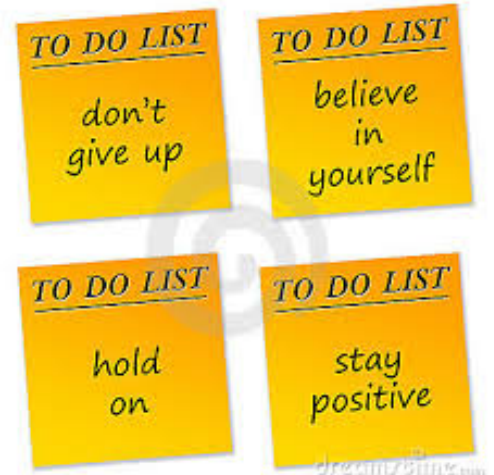 TO DO LIST
don't
give up
TO DO LIST
believe
in
yourself
TO DO LIST
hold
on
TO DO LIST
stay
positive
dreamstime